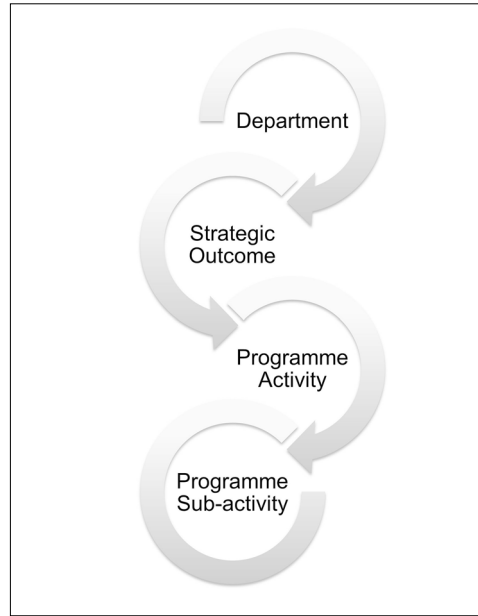 Department
Strategic
Outcome
Programme
Activity
Programme
Sub-activity